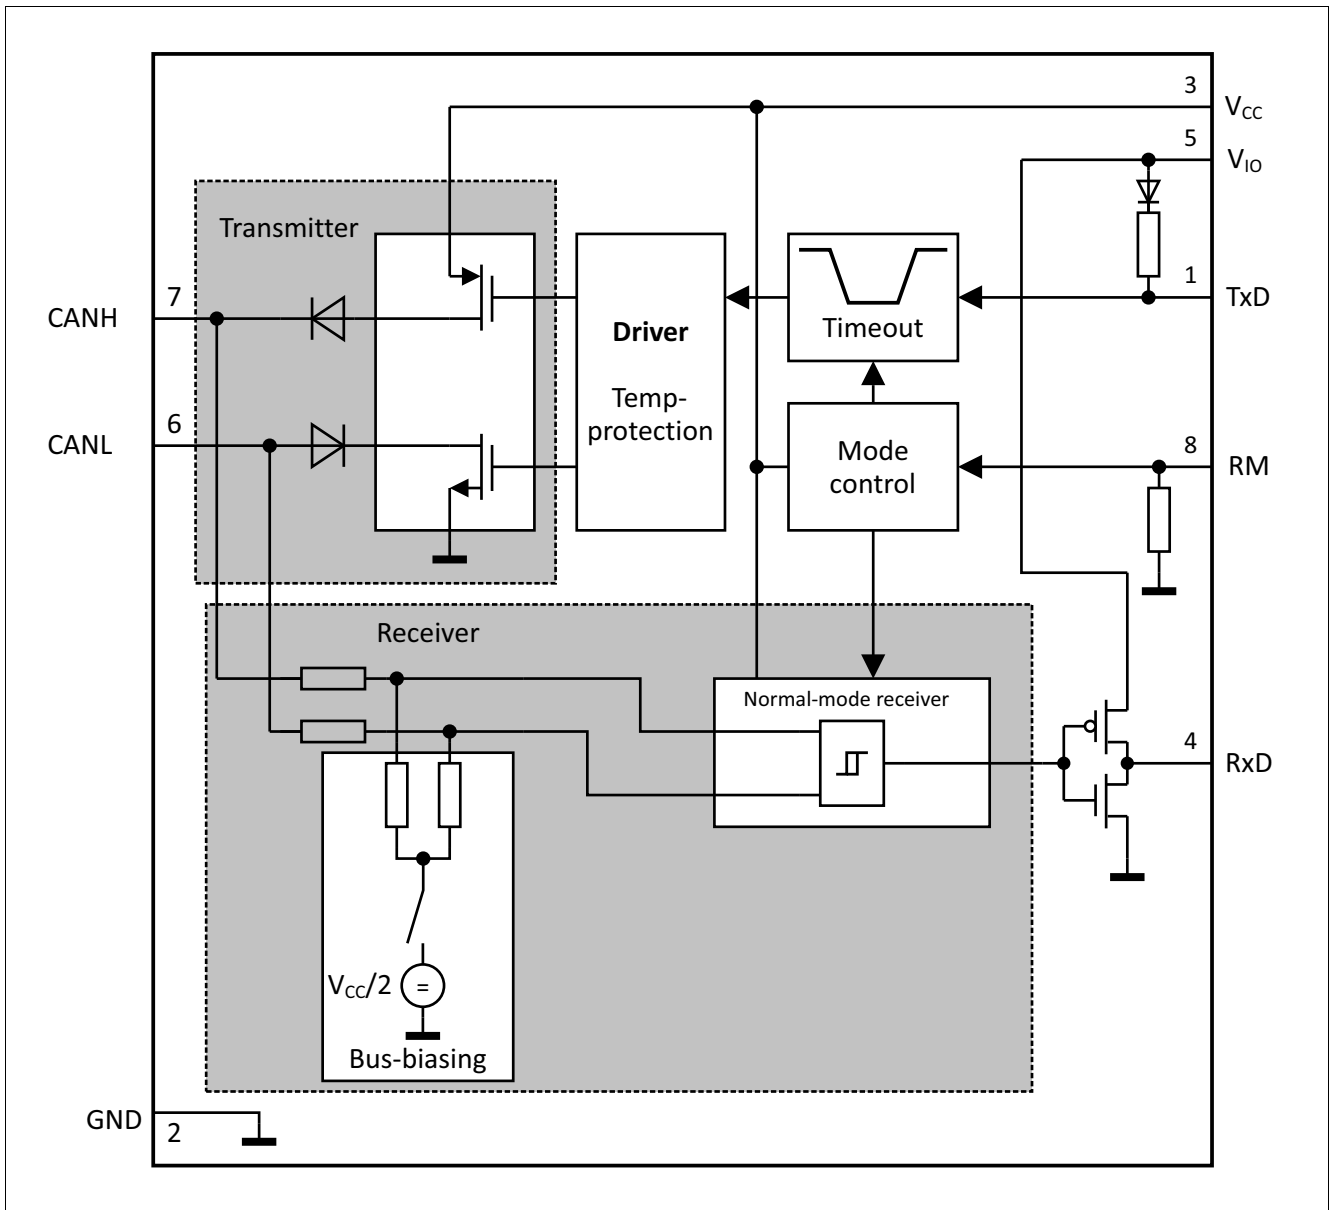 3
VCC
5
VIO
Transmitter
7
CANH
Driver
Temp-
protection
Timeout
1
TxD
6
CANL
Mode
control
8
RM
Receiver
Normal-mode receiver
4
RxD
VCC/2
=
Bus-biasing
GND
2